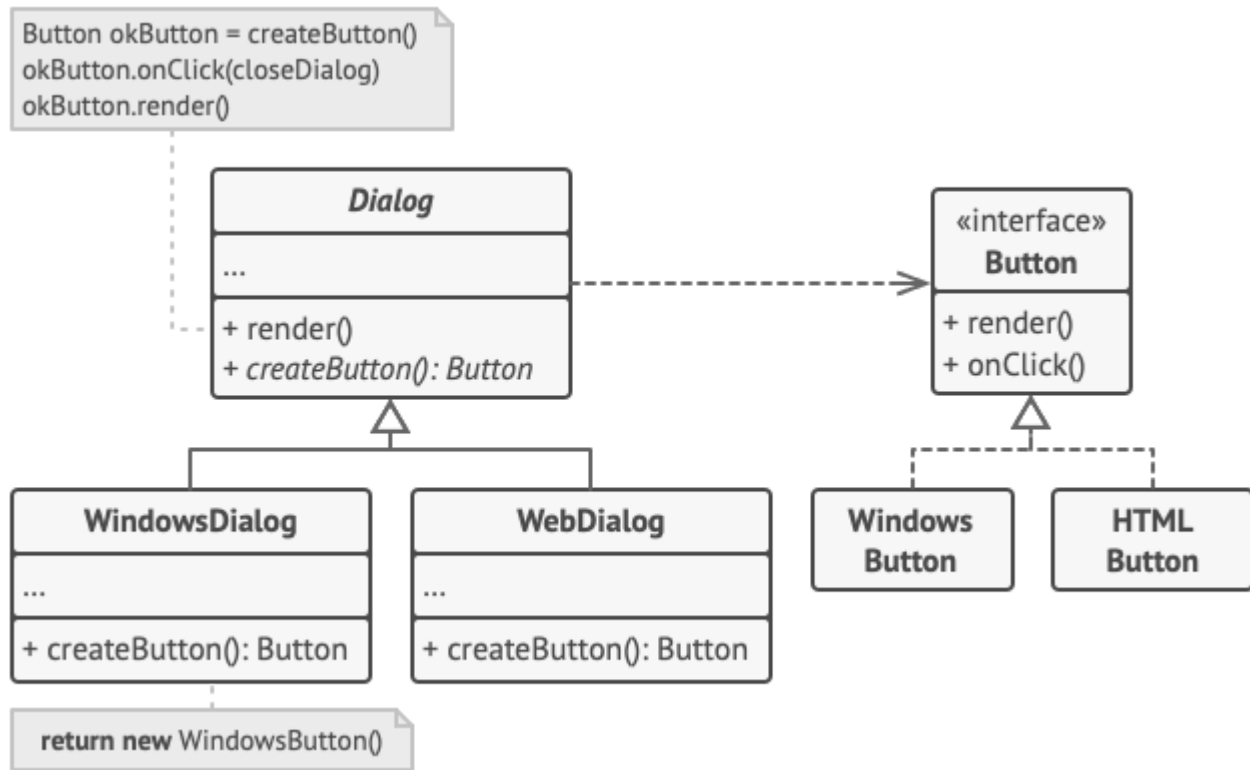 Button okButton = createButton()
okButton.onClick(closeDialog)
okButton.render()
Dialog
...
+ render()
+ createButton(): Button
«interface»
Button
+ render()
+ onClick()
WindowsDialog
...
+ createButton(): Button
WebDialog
...
+ createButton(): Button
Windows
Button
HTML
Button
return new WindowsButton()